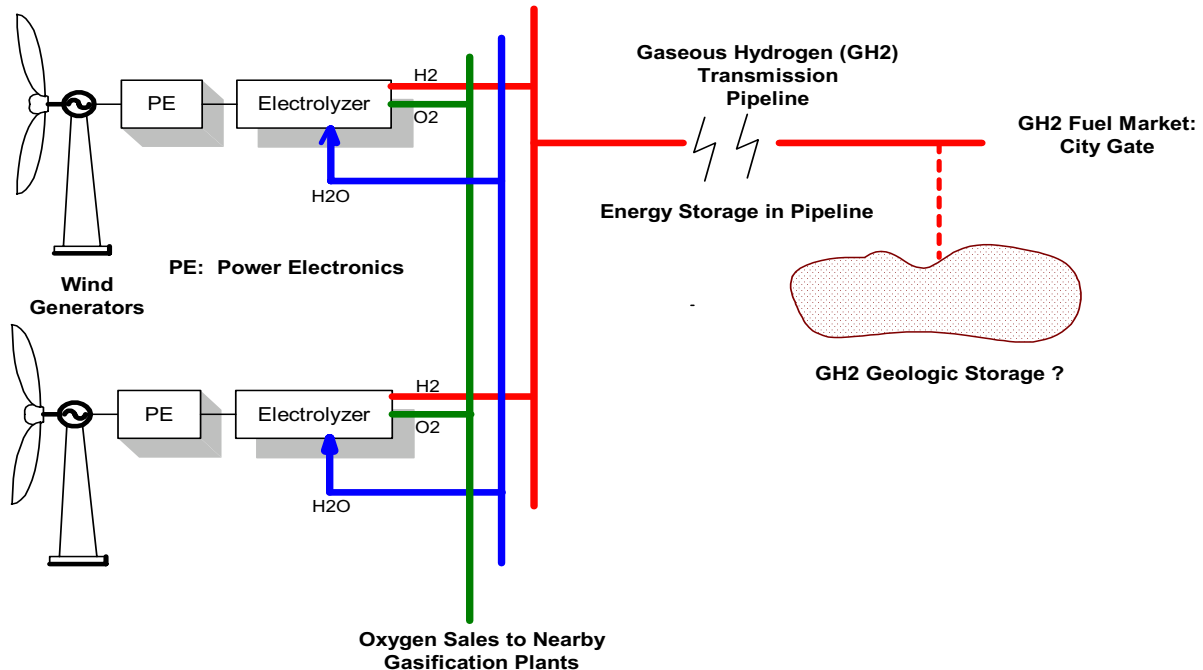 H2
PE
Electrolyzer
O2
H2O
Gaseous Hydrogen (GH2)
Transmission
Pipeline
GH2 Fuel Market:
City Gate
Energy Storage in Pipeline
PE:  Power Electronics
Wind
Generators
GH2 Geologic Storage ?
H2
PE
Electrolyzer
O2
H2O
Oxygen Sales to Nearby
Gasification Plants